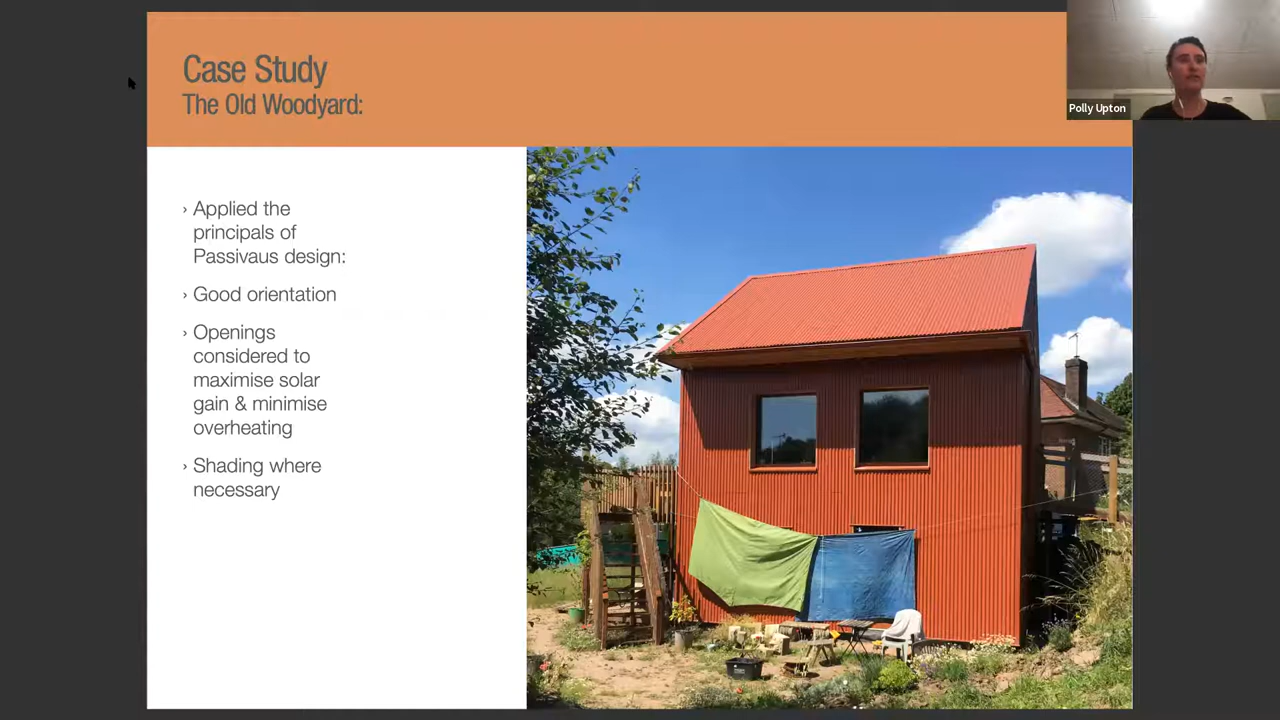 Case Study
The Old Woodyard:
Polly Upton
› Applied the
principals of
Passivaus design:
› Good orientation
› Openings
considered to
maximise solar
gain & minimise
overheating
› Shading where
necessary